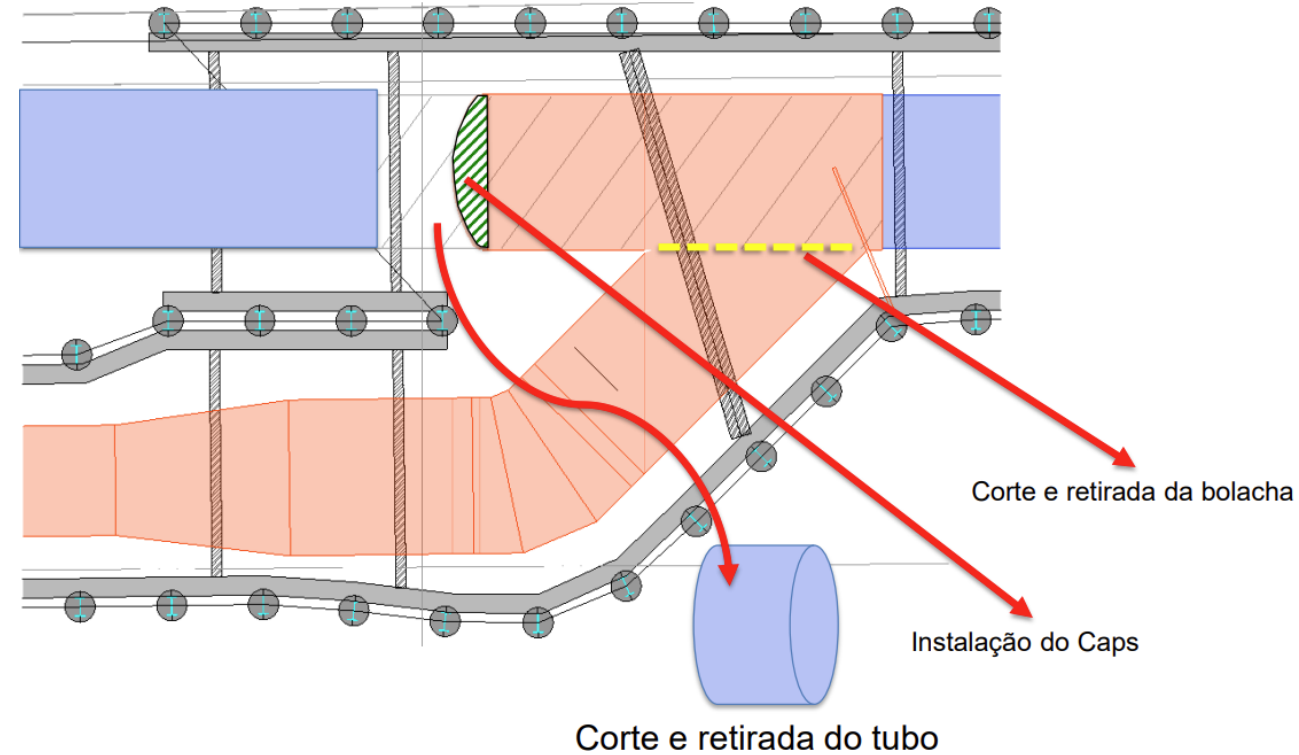 Corte e retirada da bolacha
Instalação do Caps
Corte e retirada do tubo